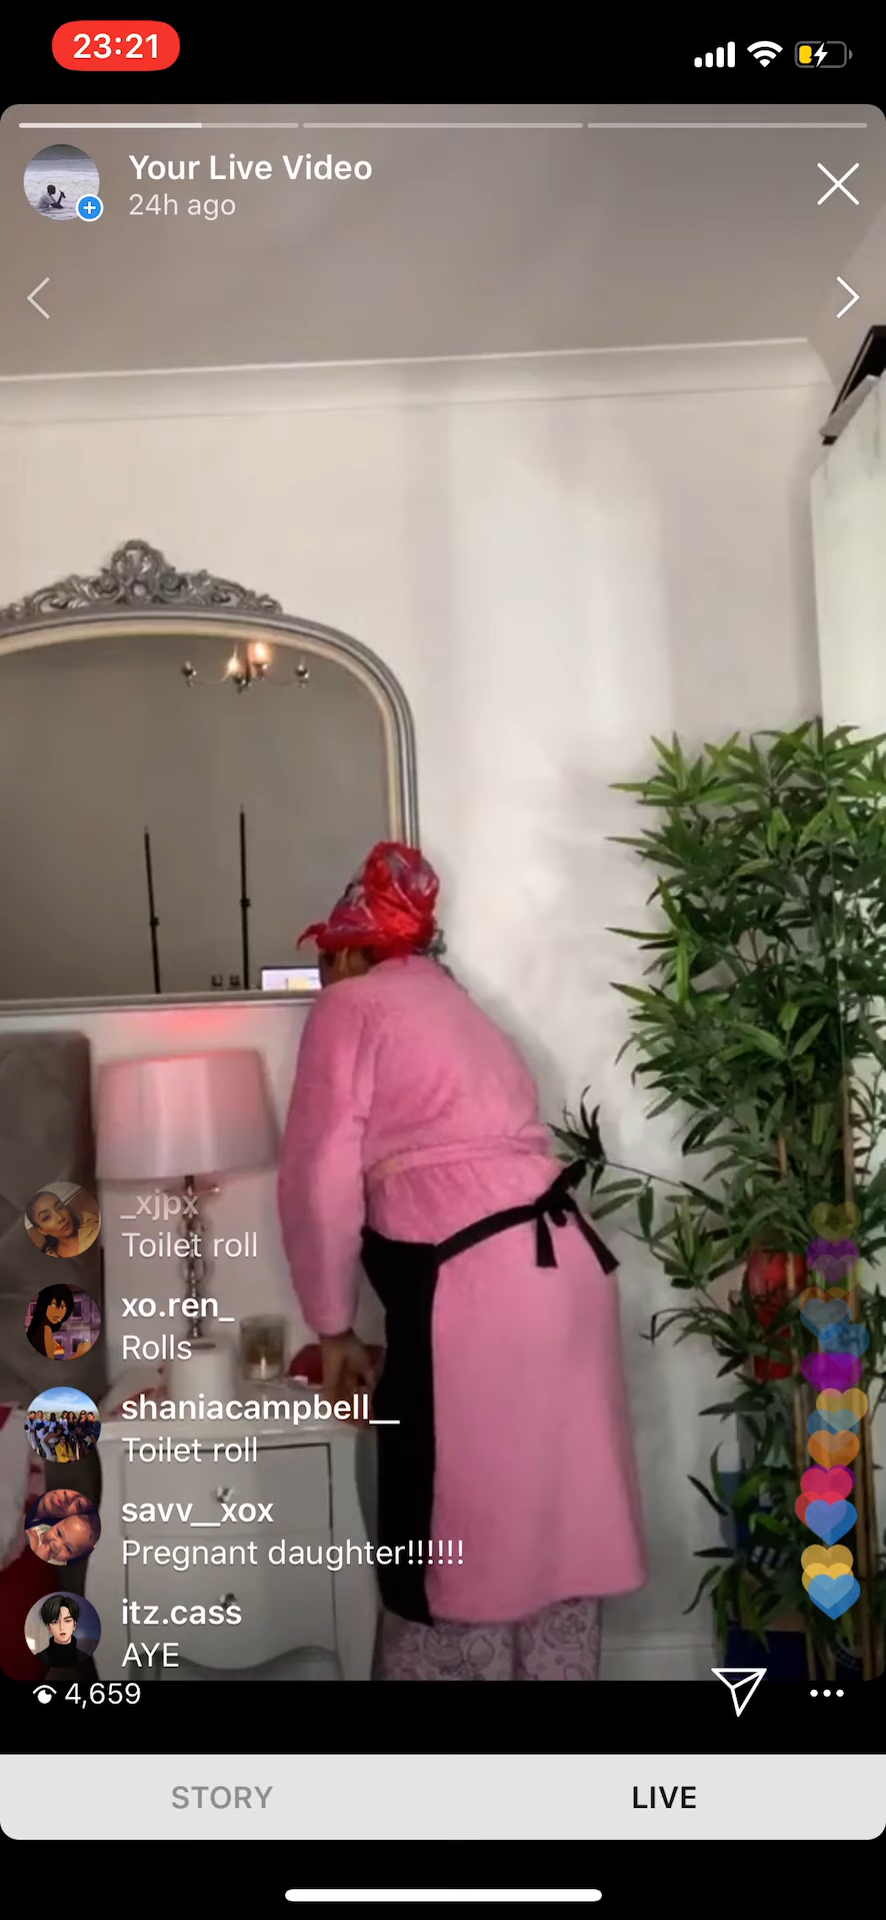 23:21
Your Live Video
24h ago
_xjpx
Toilet roll
xo.ren_
Rolls
shaniacampbell__
Toilet roll
savv__xox
Pregnant daughter!!!!!!
itz.cass
AYE
4,659
STORY
LIVE